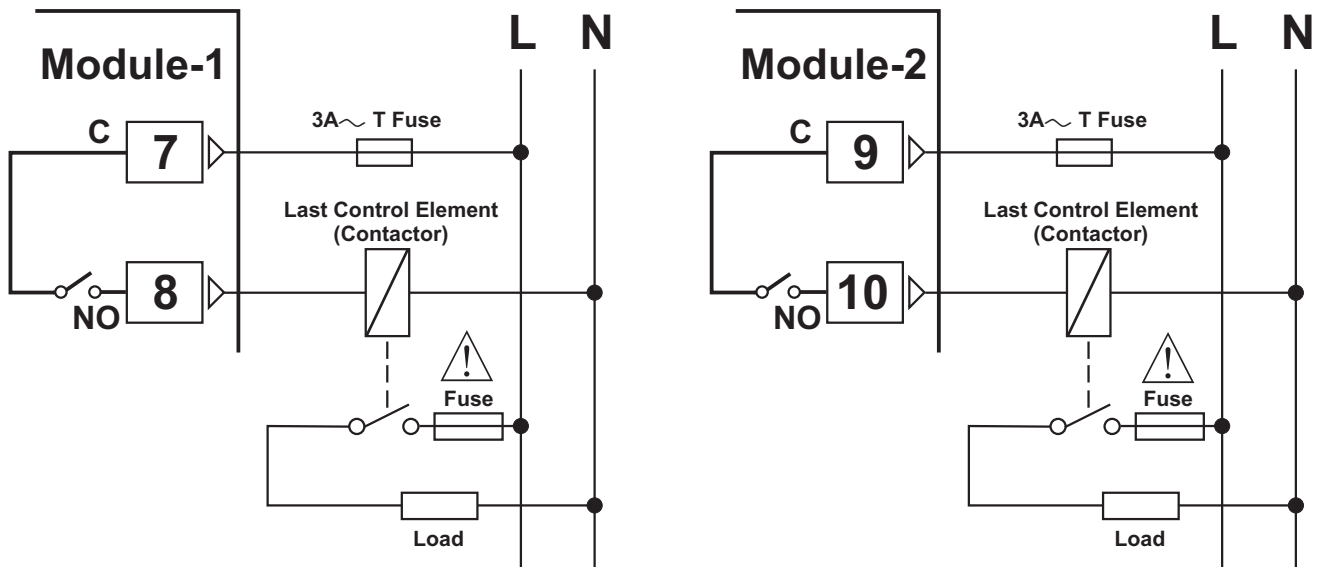 L N
Module-1
3A～ T Fuse
C
7
Last Control Element
(Contactor)
8
NO
!
Fuse
Load
L N
Module-2
3A～ T Fuse
C
9
Last Control Element
(Contactor)
10
NO
!
Fuse
Load